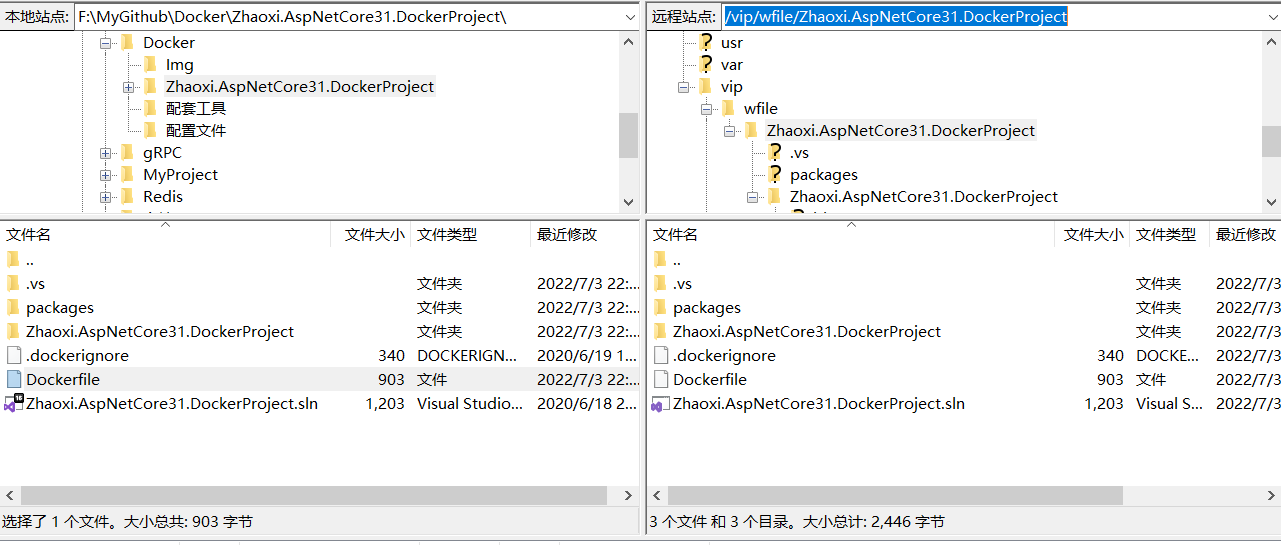 本地站点: F:\MyGithub\Docker\Zhaoxi.AspNetCore31.DockerProject\
Docker
Img
Zhaoxi.AspNetCore31.DockerProject
配套工具
配置文件
gRPC
MyProject
Redis
文件名 文件大小 文件类型 最近修改
..
.vs 文件夹 2022/7/3 22:...
packages 文件夹 2022/7/3 22:...
Zhaoxi.AspNetCore31.DockerProject 文件夹 2022/7/3 22:...
.dockerignore 340 DOCKERIGN... 2020/6/19 1...
Dockerfile 903 文件 2022/7/3 22:...
Zhaoxi.AspNetCore31.DockerProject.sln 1,203 Visual Studio... 2020/6/18 2...
选择了 1 个文件。大小总共: 903 字节
远程站点: /vip/wfile/Zhaoxi.AspNetCore31.DockerProject
usr
var
vip
wfile
Zhaoxi.AspNetCore31.DockerProject
.vs
packages
Zhaoxi.AspNetCore31.DockerProject
文件名 文件大小 文件类型 最近修改
..
.vs 文件夹 2022/7/3
packages 文件夹 2022/7/3
Zhaoxi.AspNetCore31.DockerProject 文件夹 2022/7/3
.dockerignore 340 DOCKE... 2022/7/3
Dockerfile 903 文件 2022/7/3
Zhaoxi.AspNetCore31.DockerProject.sln 1,203 Visual S... 2022/7/3
3 个文件 和 3 个目录。大小总计: 2,446 字节